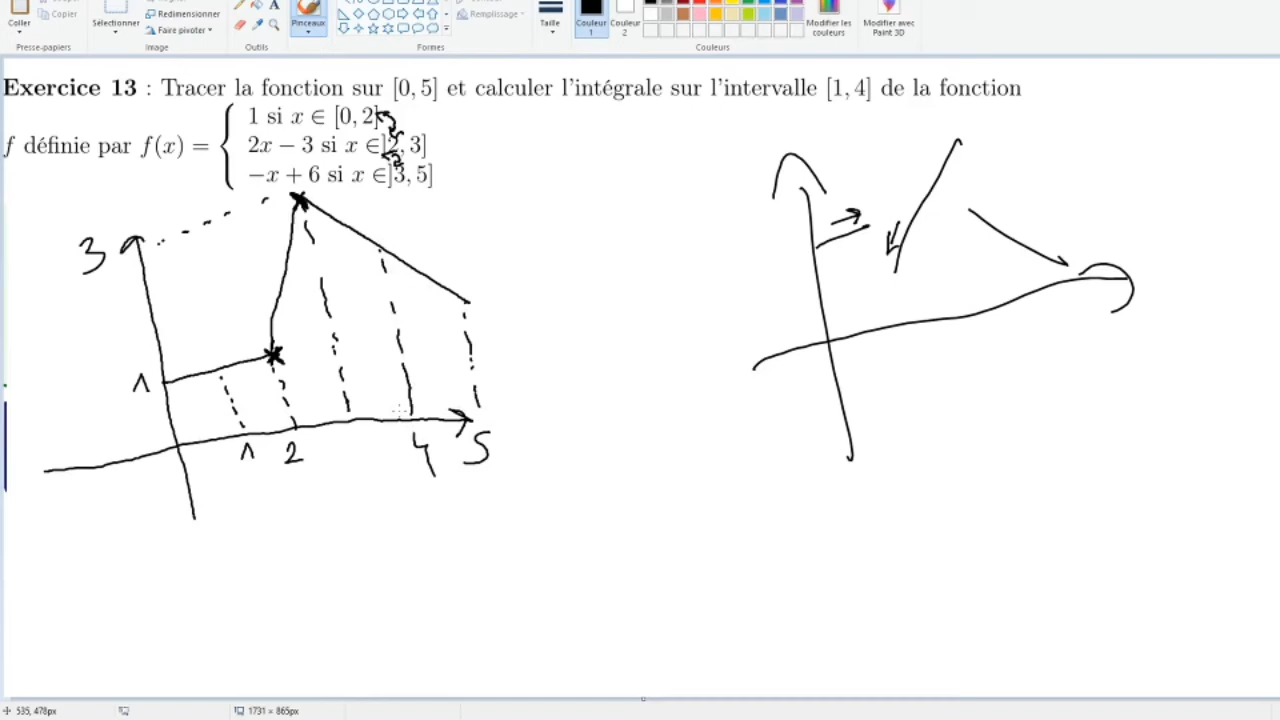 Coller
Copier
Presse-papiers
Sélectionner
Redimensionner
Faire pivoter
Image
A
Outils
Pinceaux
Remplissage
Formes
Taille
Couleur 1
Couleur 2
Modifier les couleurs
Couleurs
Modifier avec Paint 3D
Exercice 13 : Tracer la fonction sur [0, 5] et calculer l'intégrale sur l'intervalle [1, 4] de la fonction
f définie par f(x) = {
1 si x ∈ [0, 2]
2x − 3 si x ∈]2, 3]
−x + 6 si x ∈]3, 5]
3
1
1 2 4 5
535, 478px
1731 × 865px